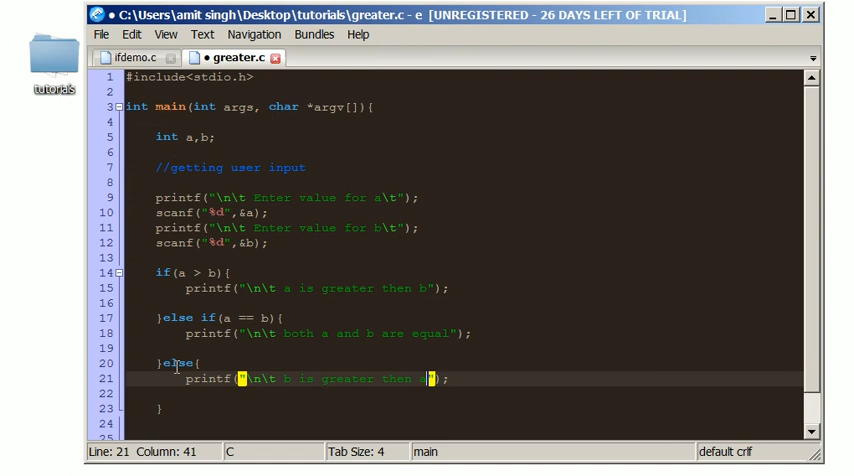 C:\Users\amit singh\Desktop\tutorials\greater.c - e [UNREGISTERED - 26 DAYS LEFT OF TRIAL]
File Edit View Text Navigation Bundles Help
ifdemo.c • greater.c
tutorials
1 #include<stdio.h>
2
3 int main(int args, char *argv[]){
4
5 int a,b;
6
7 //getting user input
8
9 printf("\n\t Enter value for a\t");
10 scanf("%d",&a);
11 printf("\n\t Enter value for b\t");
12 scanf("%d",&b);
13
14 if(a > b){
15 printf("\n\t a is greater then b");
16
17 }else if(a == b){
18 printf("\n\t both a and b are equal");
19
20 }else{
21 printf("\n\t b is greater then a");
22
23 }
24
25
Line: 21 Column: 41 C Tab Size: 4 main default crlf